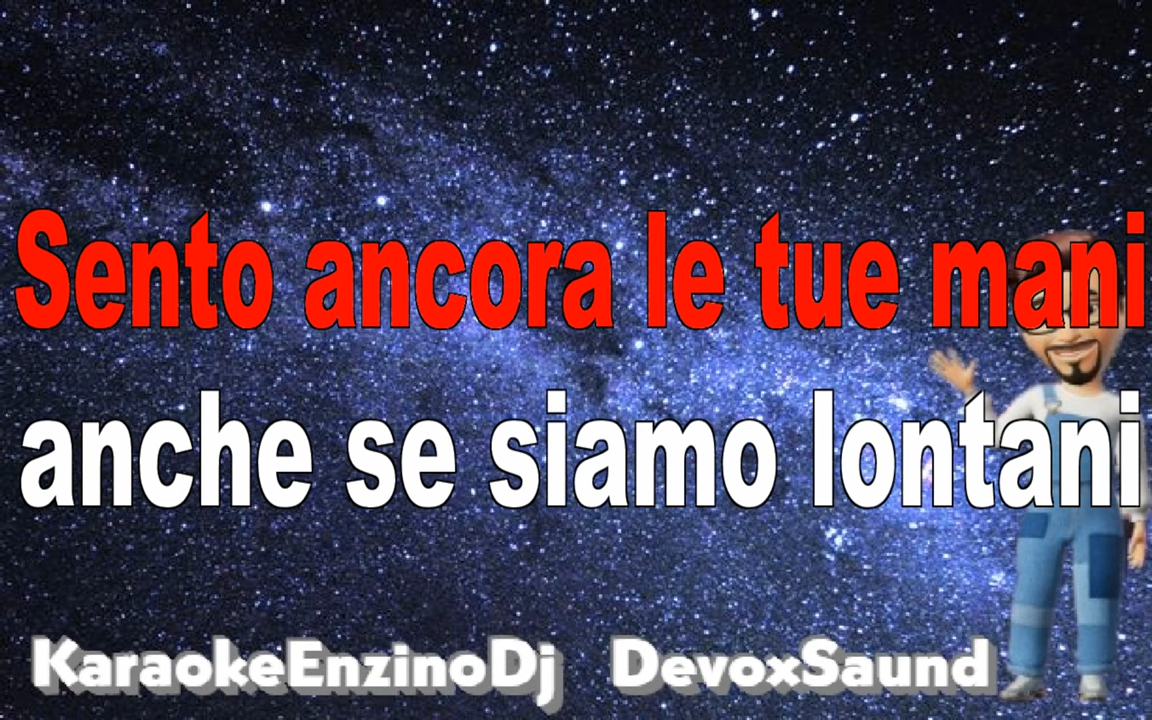 Sento ancora le tue mani
anche se siamo lontani
KaraokeEnzinoDj DevoxSaund